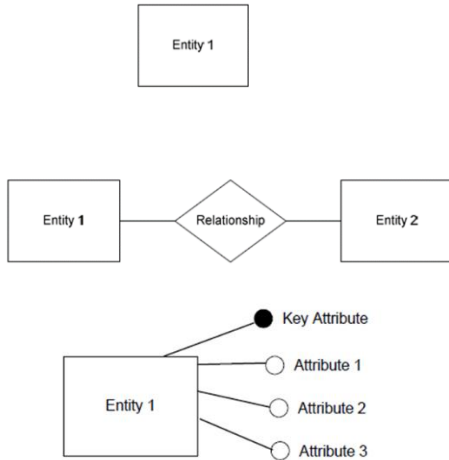 Entity 1
Entity 1
Relationship
Entity 2
Key Attribute
Attribute 1
Entity 1
Attribute 2
Attribute 3